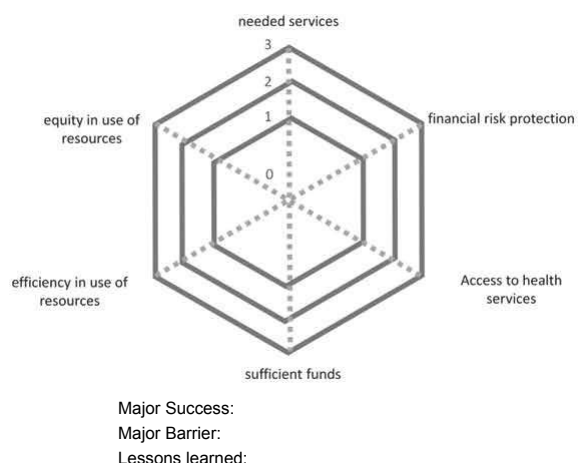 needed services
3
2
1
0
equity in use of
resources
financial risk protection
efficiency in use of
resources
Access to health
services
sufficient funds
Major Success:
Major Barrier:
Lessons learned: